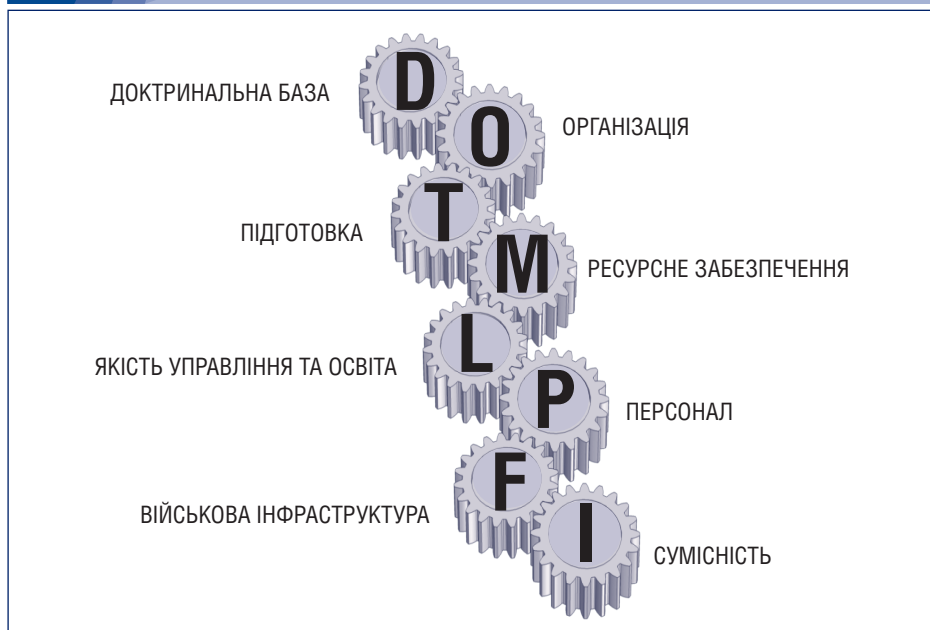 D
ДОКТРИНАЛЬНА БАЗА
O
ОРГАНІЗАЦІЯ
T
ПІДГОТОВКА
M
РЕСУРСНЕ ЗАБЕЗПЕЧЕННЯ
L
ЯКІСТЬ УПРАВЛІННЯ ТА ОСВІТА
P
ПЕРСОНАЛ
F
ВІЙСЬКОВА ІНФРАСТРУКТУРА
I
СУМІСНІСТЬ